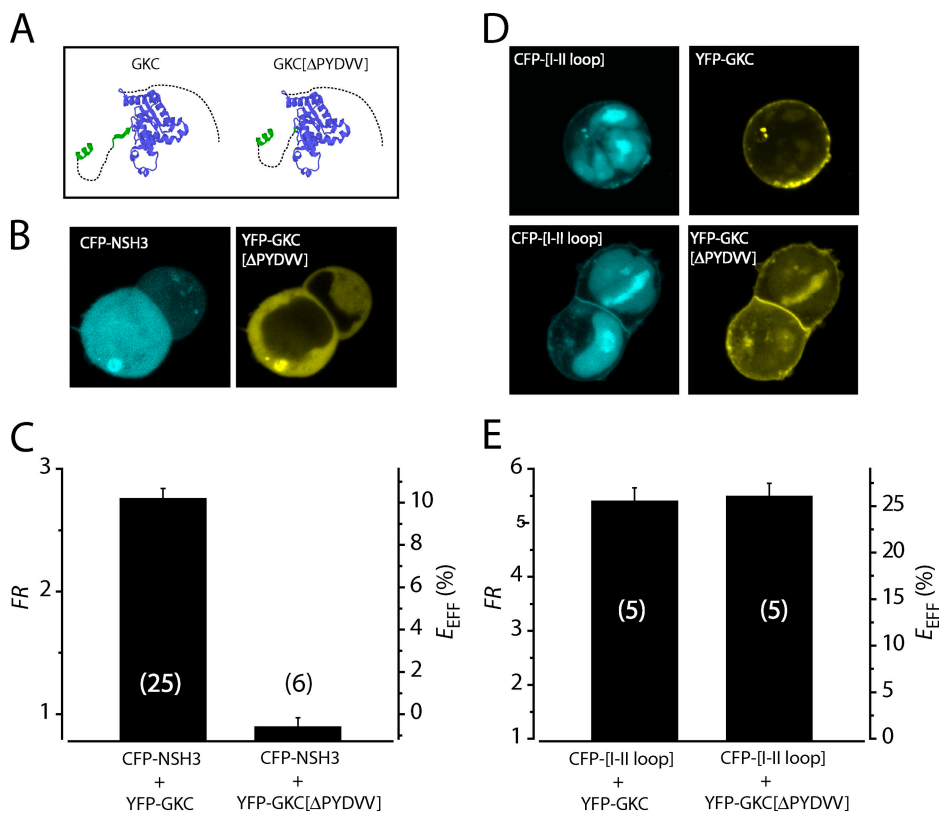 A
GKC
GKC[ΔPYDVV]
B
CFP-NSH3
YFP-GKC
[ΔPYDVV]
C
3
2
1
FR
10
8
6
4
2
0
E_EFF (%)
(25)
(6)
CFP-NSH3
+
YFP-GKC
CFP-NSH3
+
YFP-GKC[ΔPYDVV]
D
CFP-[I-II loop]
YFP-GKC
CFP-[I-II loop]
YFP-GKC
[ΔPYDVV]
E
6
5
4
3
2
1
FR
25
20
15
10
5
0
E_EFF (%)
(5)
(5)
CFP-[I-II loop]
+
YFP-GKC
CFP-[I-II loop]
+
YFP-GKC[ΔPYDVV]